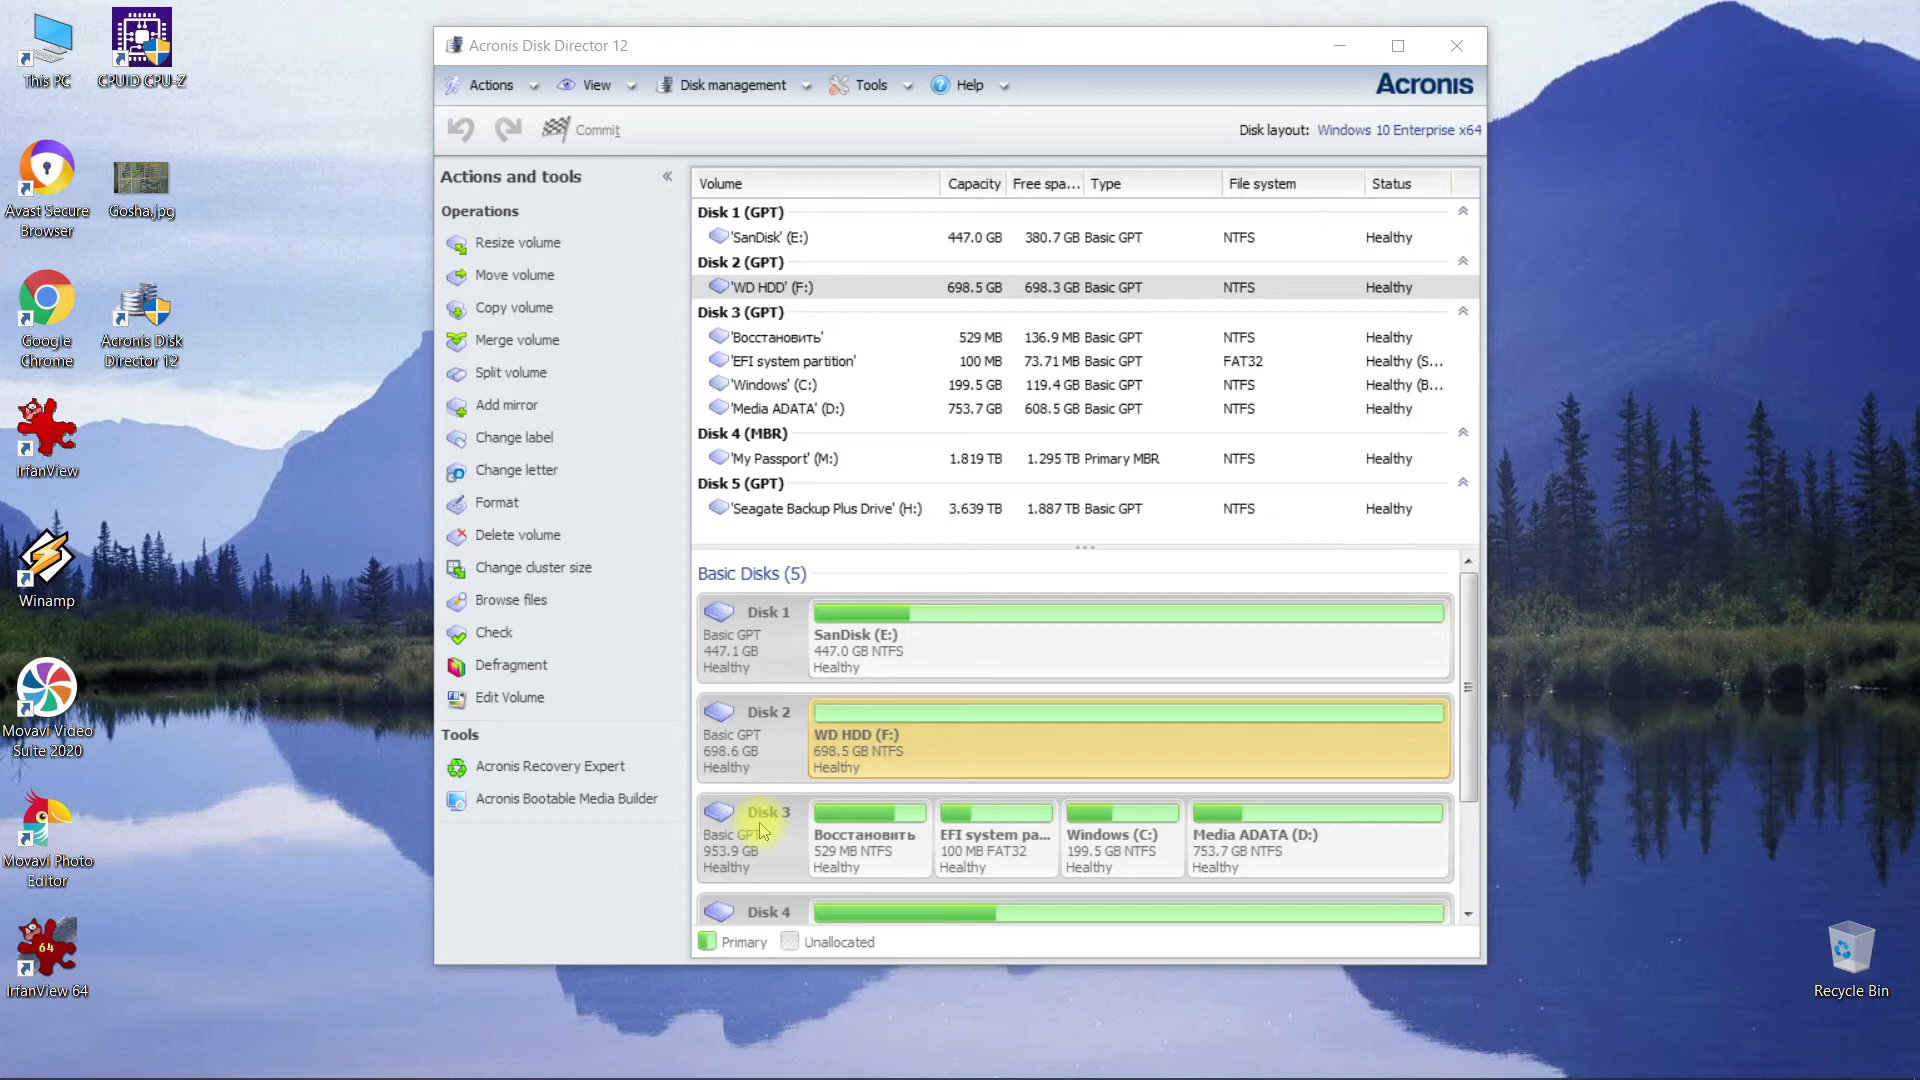 This PC
CPUID CPU-Z
Avast Secure
Browser
Gosha.jpg
Google
Chrome
Acronis Disk
Director 12
IrfanView
Winamp
Movavi Video
Suite 2020
Movavi Photo
Editor
64
IrfanView 64
Acronis Disk Director 12
Actions
View
Disk management
Tools
Help
Acronis
Commit
Disk layout: Windows 10 Enterprise x64
Actions and tools
Operations
Resize volume
Move volume
Copy volume
Merge volume
Split volume
Add mirror
Change label
Change letter
Format
Delete volume
Change cluster size
Browse files
Check
Defragment
Edit Volume
Tools
Acronis Recovery Expert
Acronis Bootable Media Builder
Volume Capacity Free spa... Type File system Status
Disk 1 (GPT)
'SanDisk' (E:) 447.0 GB 380.7 GB Basic GPT NTFS Healthy
Disk 2 (GPT)
'WD HDD' (F:) 698.5 GB 698.3 GB Basic GPT NTFS Healthy
Disk 3 (GPT)
'Восстановить' 529 MB 136.9 MB Basic GPT NTFS Healthy
'EFI system partition' 100 MB 73.71 MB Basic GPT FAT32 Healthy (S...
'Windows' (C:) 199.5 GB 119.4 GB Basic GPT NTFS Healthy (B...
'Media ADATA' (D:) 753.7 GB 608.5 GB Basic GPT NTFS Healthy
Disk 4 (MBR)
'My Passport' (M:) 1.819 TB 1.295 TB Primary MBR NTFS Healthy
Disk 5 (GPT)
'Seagate Backup Plus Drive' (H:) 3.639 TB 1.887 TB Basic GPT NTFS Healthy
Basic Disks (5)
Disk 1
Basic GPT
447.1 GB
Healthy
SanDisk (E:)
447.0 GB NTFS
Healthy
Disk 2
Basic GPT
698.6 GB
Healthy
WD HDD (F:)
698.5 GB NTFS
Healthy
Disk 3
Basic GPT
953.9 GB
Healthy
Восстановить
529 MB NTFS
Healthy
EFI system pa...
100 MB FAT32
Healthy
Windows (C:)
199.5 GB NTFS
Healthy
Media ADATA (D:)
753.7 GB NTFS
Healthy
Disk 4
Primary
Unallocated
Recycle Bin